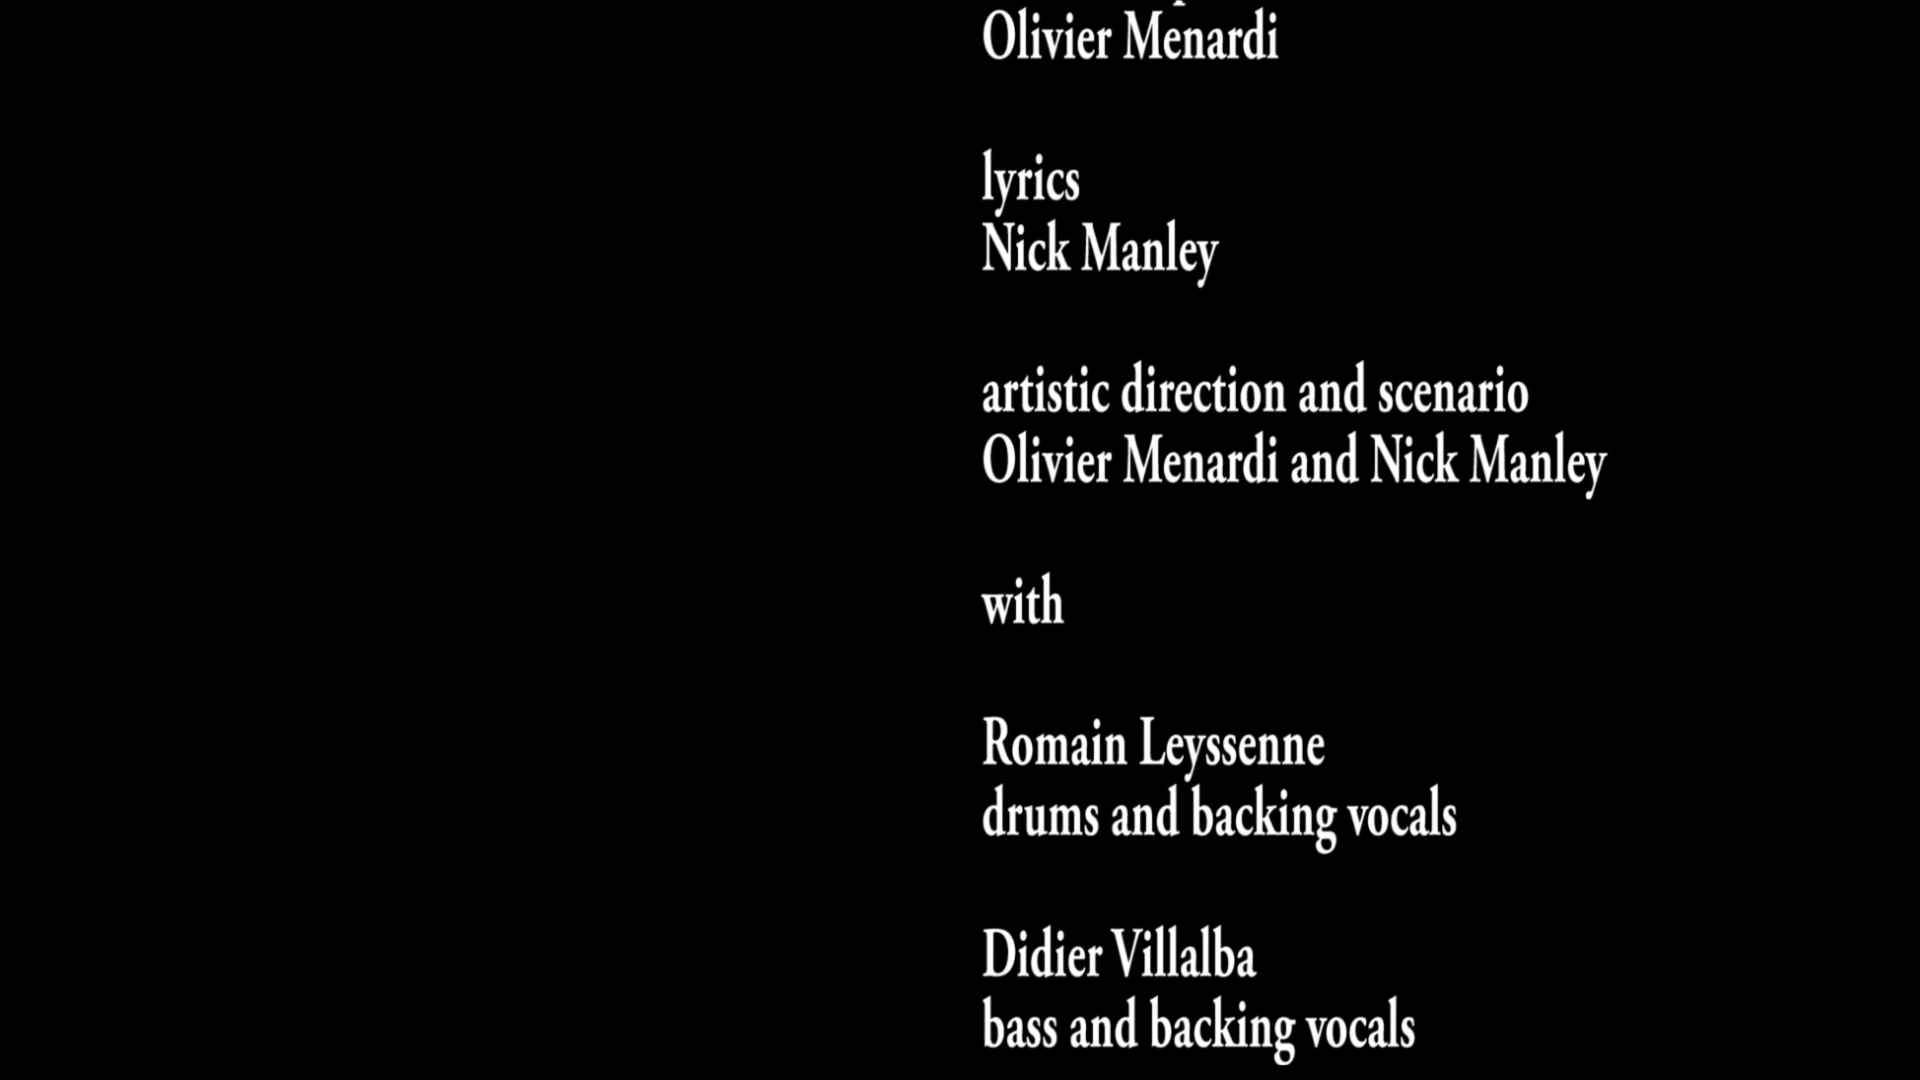 Olivier Menardi
lyrics
Nick Manley
artistic direction and scenario
Olivier Menardi and Nick Manley
with
Romain Leyssenne
drums and backing vocals
Didier Villalba
bass and backing vocals